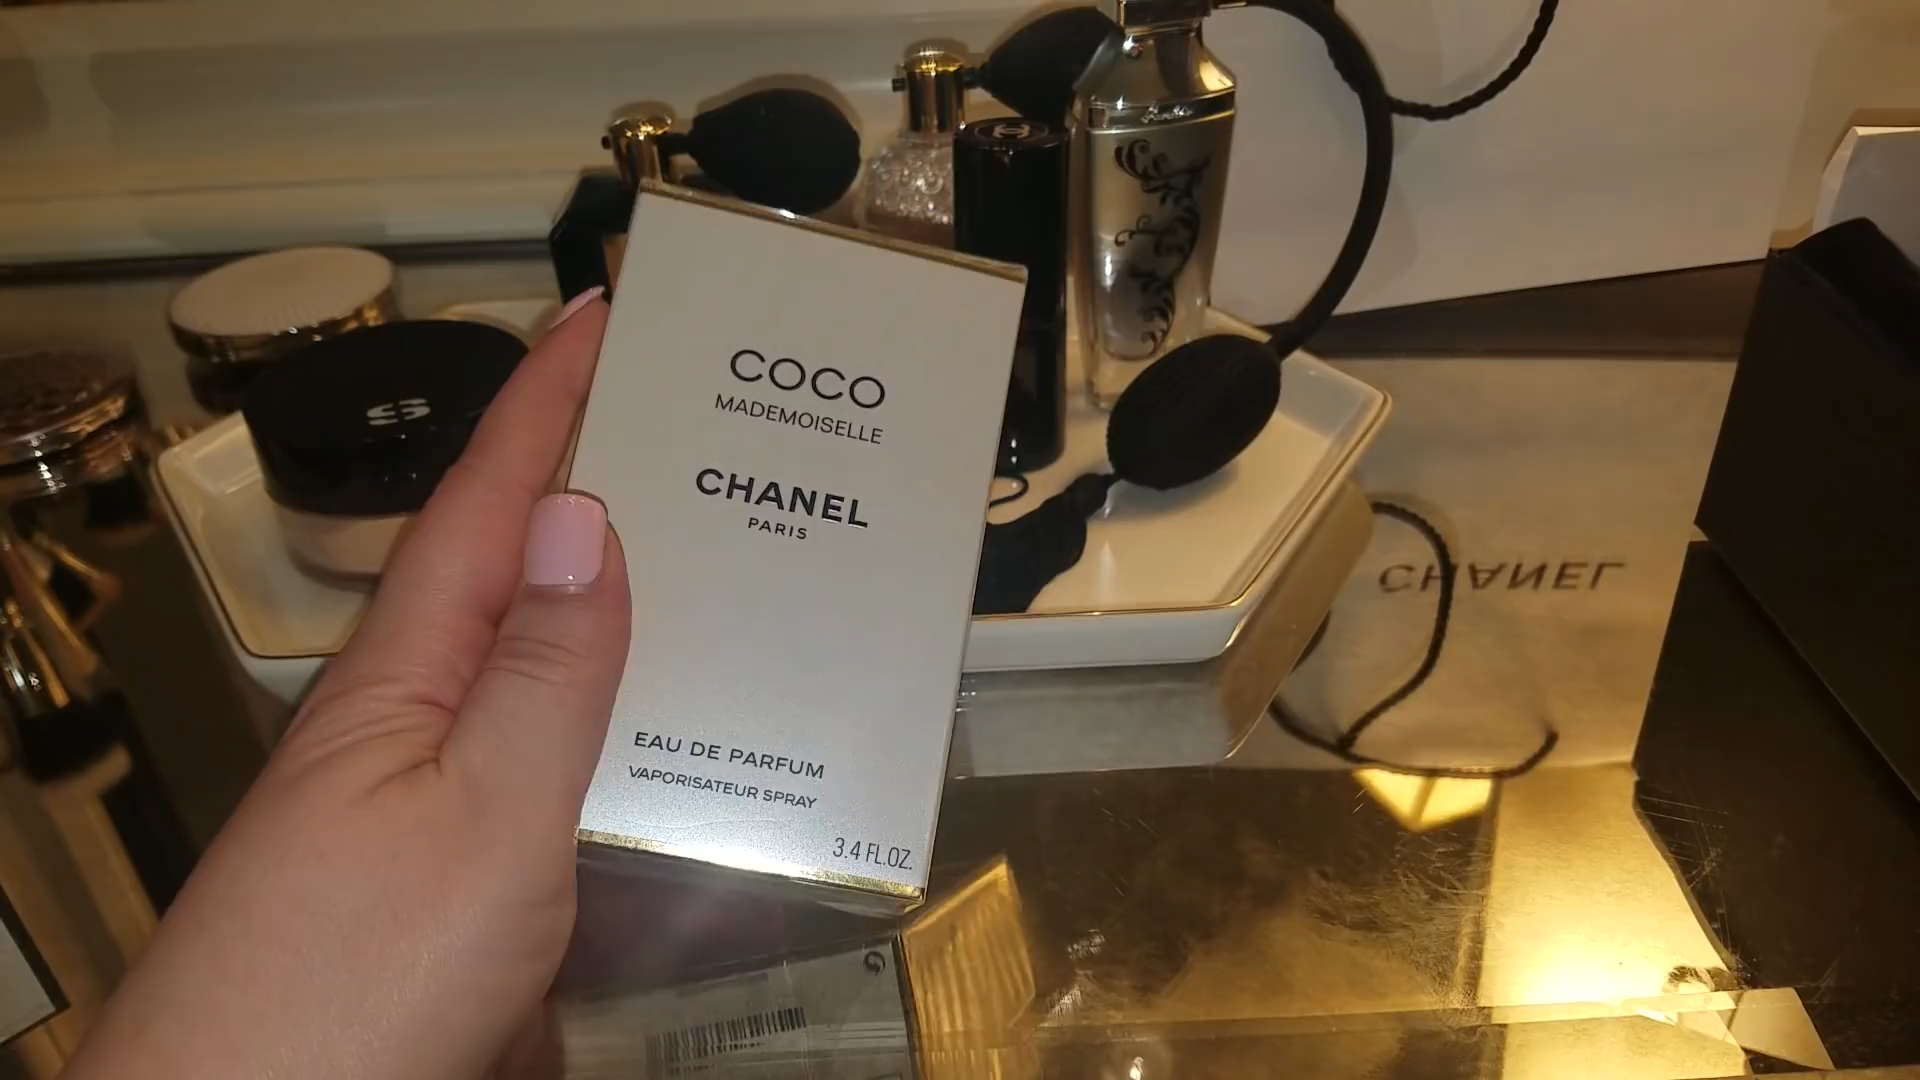 COCO
MADEMOISELLE
CHANEL
PARIS
EAU DE PARFUM
VAPORISATEUR SPRAY
3.4 FL.OZ.
CHANEL